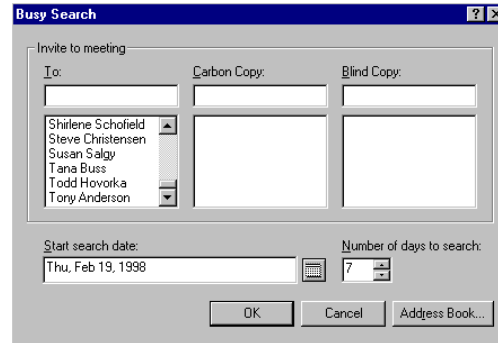 Busy Search
Invite to meeting
To: Carbon Copy: Blind Copy:
Shirlene Schofield
Steve Christensen
Susan Salgy
Tana Buss
Todd Hovorka
Tony Anderson
Start search date: Number of days to search:
Thu, Feb 19, 1998 7
OK Cancel Address Book...